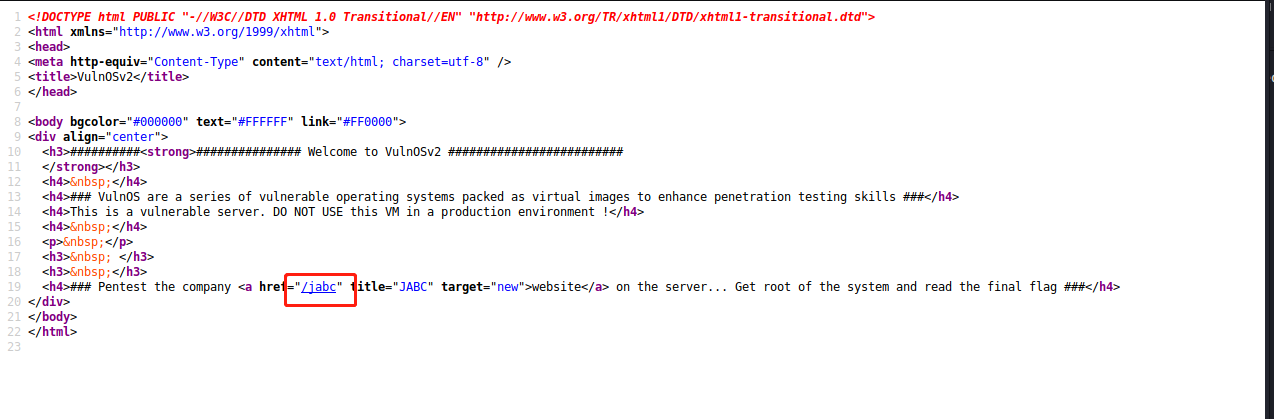 1 <!DOCTYPE html PUBLIC "-//W3C//DTD XHTML 1.0 Transitional//EN" "http://www.w3.org/TR/xhtml1/DTD/xhtml1-transitional.dtd">
2 <html xmlns="http://www.w3.org/1999/xhtml">
3 <head>
4 <meta http-equiv="Content-Type" content="text/html; charset=utf-8" />
5 <title>VulnOSv2</title>
6 </head>
7
8 <body bgcolor="#000000" text="#FFFFFF" link="#FF0000">
9 <div align="center">
10   <h3>##########<strong>############### Welcome to VulnOSv2 #########################
11   </strong></h3>
12   <h4>&nbsp;</h4>
13   <h4>### VulnOS are a series of vulnerable operating systems packed as virtual images to enhance penetration testing skills ###</h4>
14   <h4>This is a vulnerable server. DO NOT USE this VM in a production environment !</h4>
15   <h4>&nbsp;</h4>
16   <p>&nbsp;</p>
17   <h3>&nbsp; </h3>
18   <h3>&nbsp;</h3>
19   <h4>### Pentest the company <a href="/jabc" title="JABC" target="new">website</a> on the server... Get root of the system and read the final flag ###</h4>
20 </div>
21 </body>
22 </html>
23